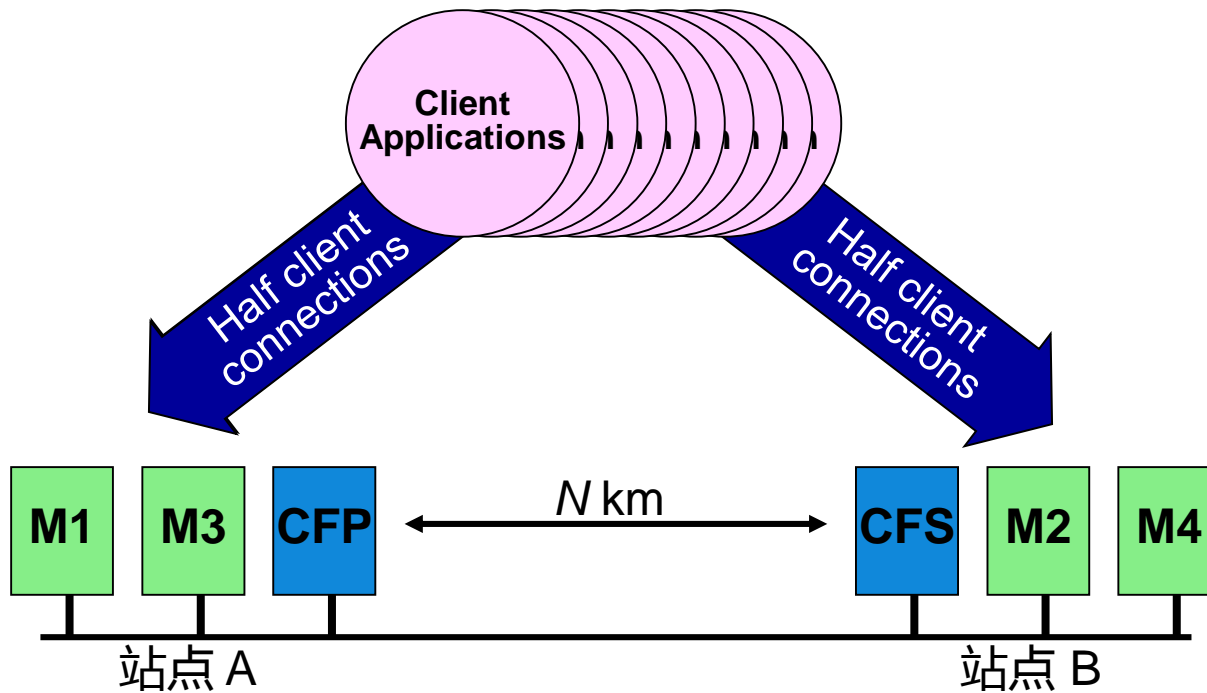 Client
Applications
Half client
connections
Half client
connections
M1
M3
CFP
N km
CFS
M2
M4
站点 A
站点 B